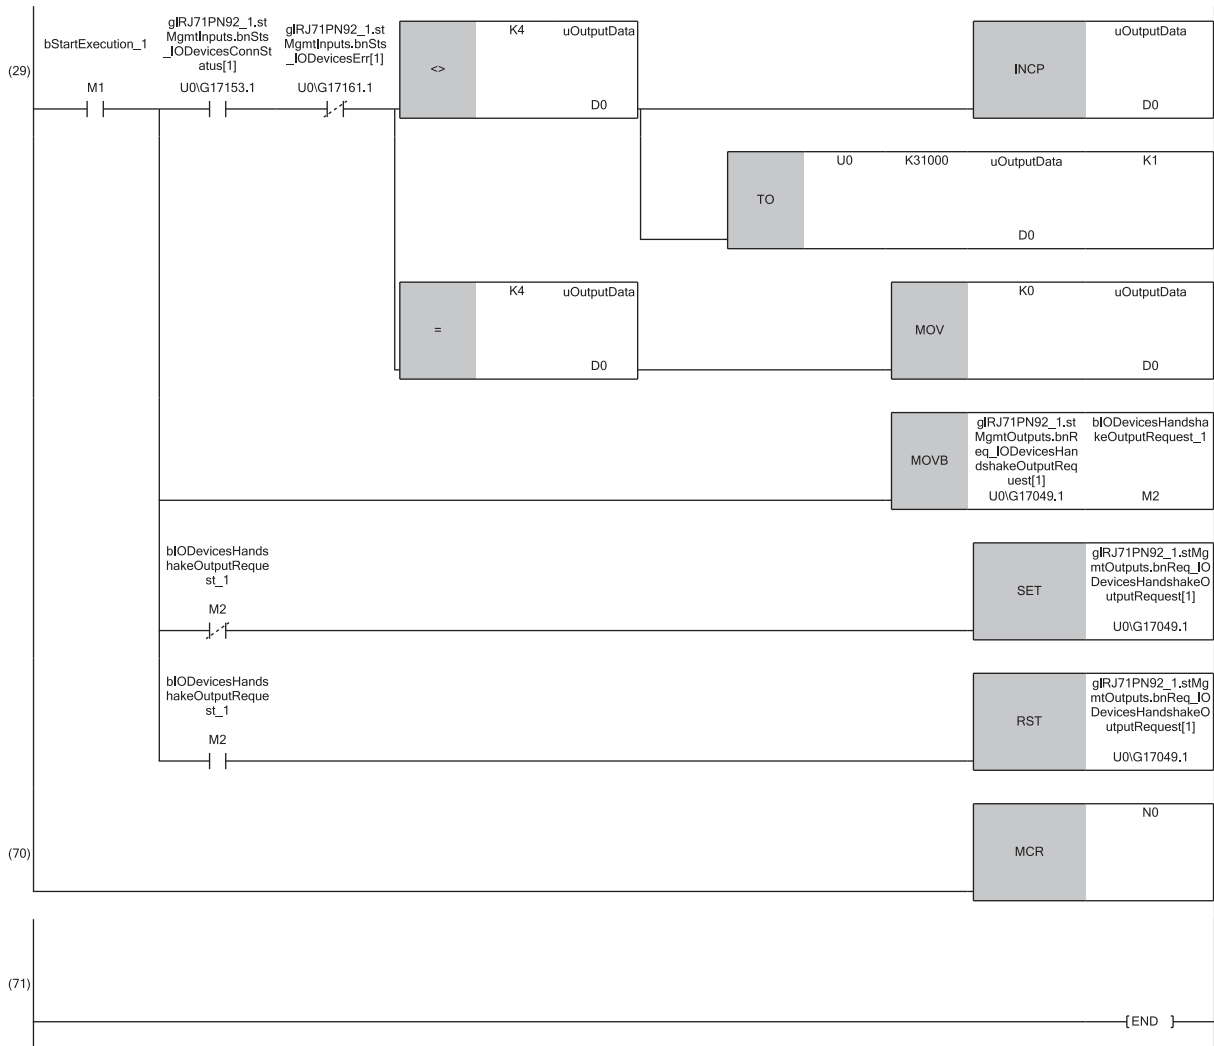 (29)
bStartExecution_1
M1
gIRJ71PN92_1.st
MgmtInputs.bnSts
_IODevicesConnSt
atus[1]
U0\G17153.1
gIRJ71PN92_1.st
MgmtInputs.bnSts
_IODevicesErr[1]
U0\G17161.1
<>
K4
uOutputData
D0
INCP
uOutputData
D0
TO
U0
K31000
uOutputData
K1
D0
=
K4
uOutputData
D0
MOV
K0
uOutputData
D0
MOVB
gIRJ71PN92_1.st
MgmtOutputs.bnR
eq_IODevicesHan
dshakeOutputReq
uest[1]
U0\G17049.1
bIODevicesHandsha
keOutputRequest_1
M2
bIODevicesHands
hakeOutputReque
st_1
M2
SET
gIRJ71PN92_1.stMg
mtOutputs.bnReq_IO
DevicesHandshakeO
utputRequest[1]
U0\G17049.1
bIODevicesHands
hakeOutputReque
st_1
M2
RST
gIRJ71PN92_1.stMg
mtOutputs.bnReq_IO
DevicesHandshakeO
utputRequest[1]
U0\G17049.1
(70)
MCR
N0
(71)
[END ]